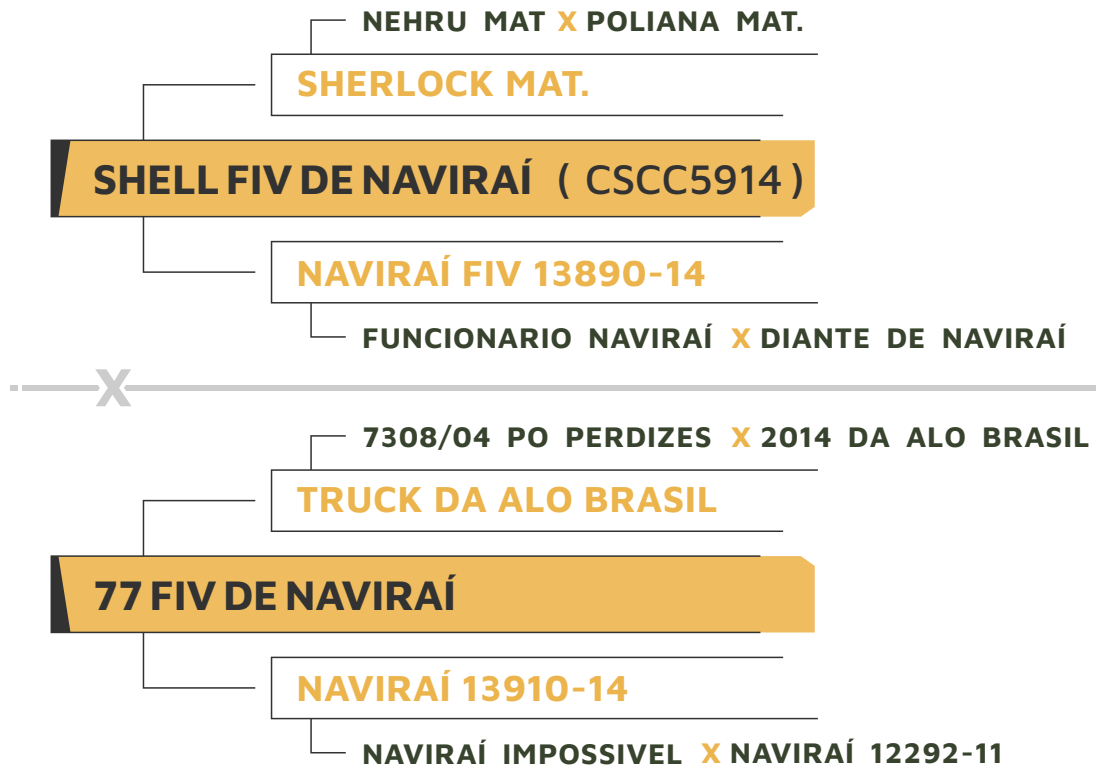 NEHRU MAT X POLIANA MAT.
SHERLOCK MAT.
SHELL FIV DE NAVIRAÍ ( CSCC5914 )
NAVIRAÍ FIV 13890-14
FUNCIONARIO NAVIRAÍ X DIANTE DE NAVIRAÍ
X
7308/04 PO PERDIZES X 2014 DA ALO BRASIL
TRUCK DA ALO BRASIL
77 FIV DE NAVIRAÍ
NAVIRAÍ 13910-14
NAVIRAÍ IMPOSSIVEL X NAVIRAÍ 12292-11